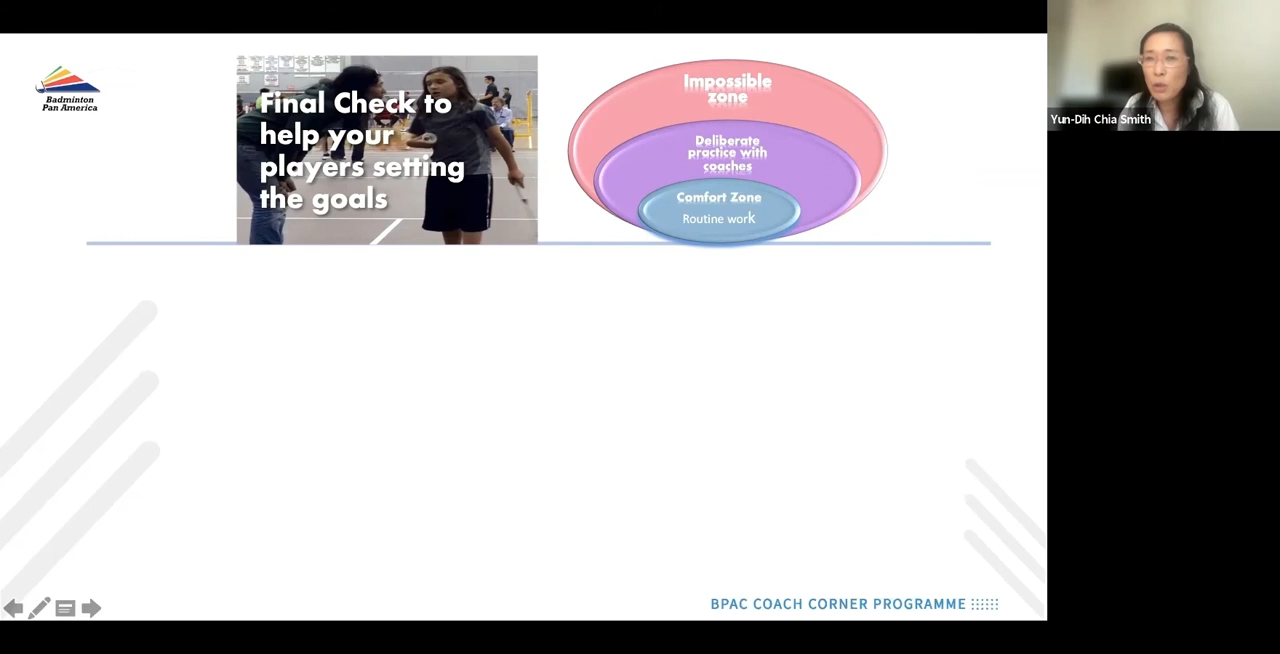 Badminton
Pan America
Final Check to
help your
players setting
the goals
Impossible
zone
Deliberate
practice with
coaches
Comfort Zone
Routine work
Yun-Dih Chia Smith
BPAC COACH CORNER PROGRAMME